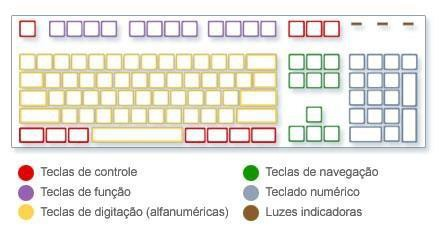 Teclas de controle
Teclas de navegação
Teclas de função
Teclado numérico
Teclas de digitação (alfanuméricas)
Luzes indicadoras